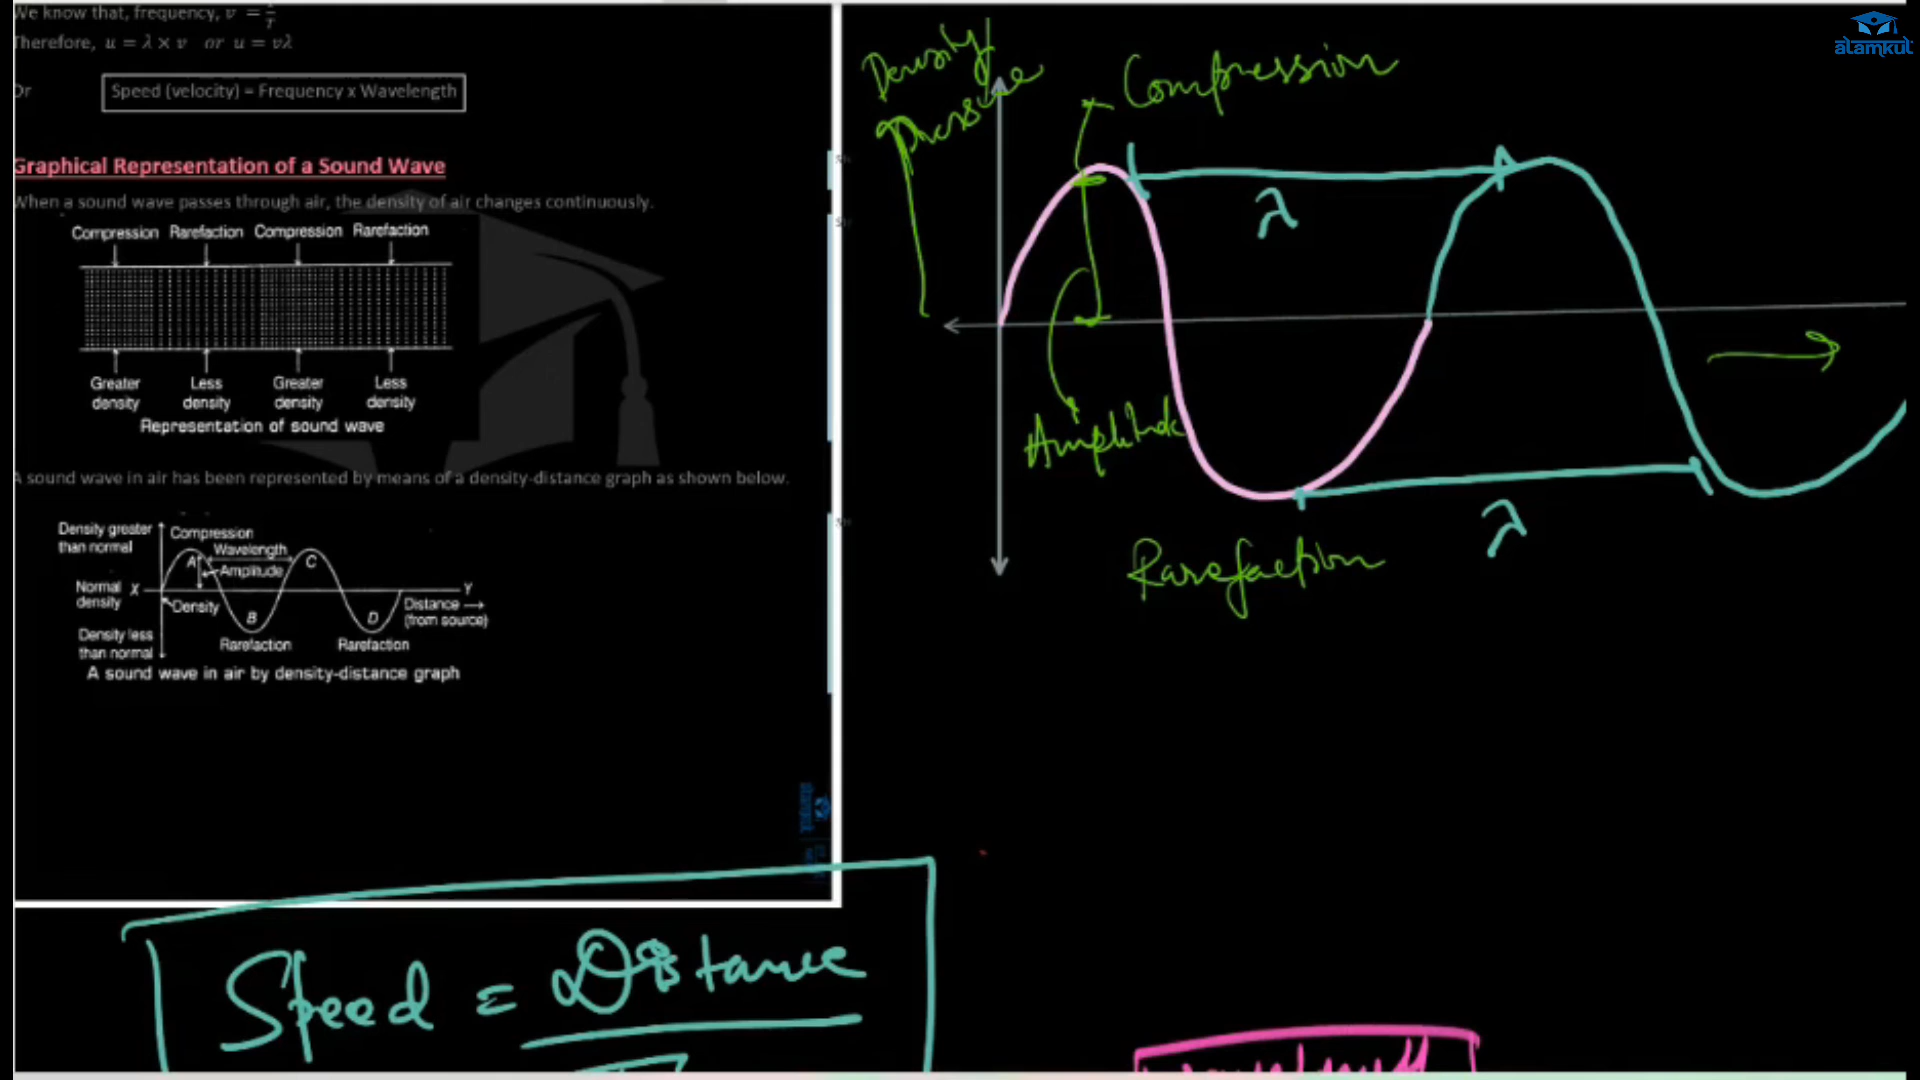 We know that, frequency, ν = 1/T
Therefore, u = λ × ν or u = νλ
Or
Speed (velocity) = Frequency x Wavelength
Graphical Representation of a Sound Wave
When a sound wave passes through air, the density of air changes continuously.
Compression Rarefaction Compression Rarefaction
Greater density Less density Greater density Less density
Representation of sound wave
A sound wave in air has been represented by means of a density-distance graph as shown below.
Density greater than normal
Compression
Wavelength
A
C
Amplitude
Normal density
X
Y
Density
Distance → (from source)
B
D
Density less than normal
Rarefaction
Rarefaction
A sound wave in air by density-distance graph
Speed = Distance
Density
Pressure
Compression
λ
Amplitude
Rarefaction
λ
alamkul